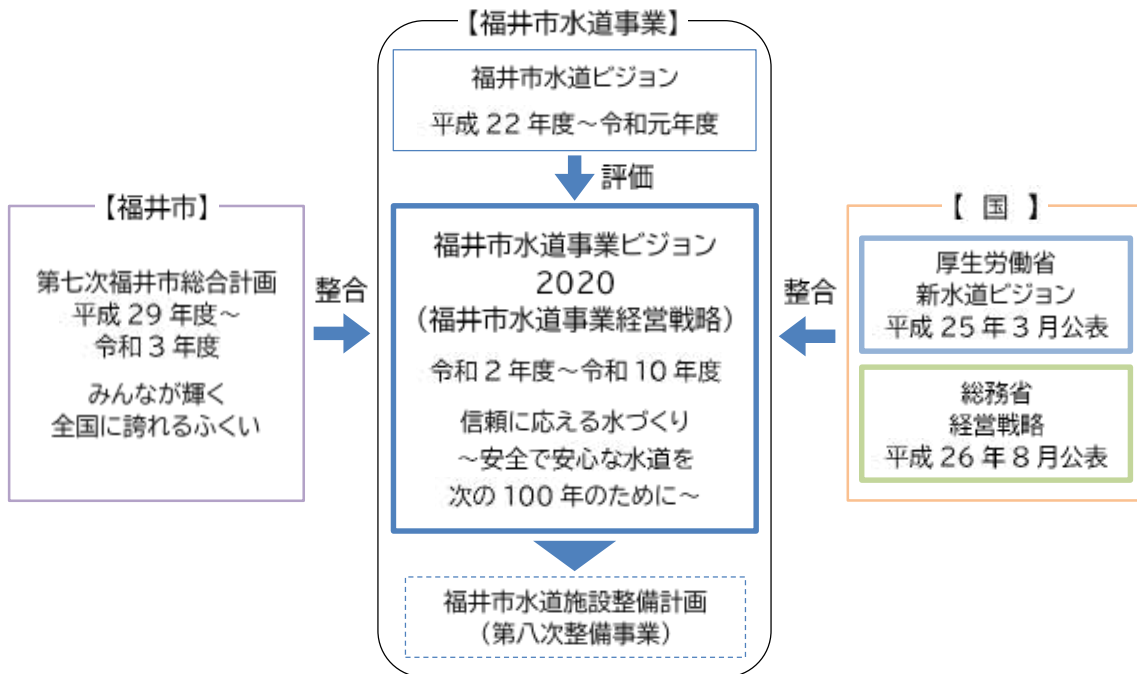 【福井市水道事業】
福井市水道ビジョン
平成 22 年度～令和元年度
評価
【福井市】
第七次福井市総合計画
平成 29 年度～
令和 3 年度
みんなが輝く
全国に誇れるふくい
整合
福井市水道事業ビジョン
2020
（福井市水道事業経営戦略）
令和 2 年度～令和 10 年度
信頼に応える水づくり
～安全で安心な水道を
次の 100 年のために～
整合
【 国 】
厚生労働省
新水道ビジョン
平成 25 年 3 月公表
総務省
経営戦略
平成 26 年 8 月公表
福井市水道施設整備計画
（第八次整備事業）